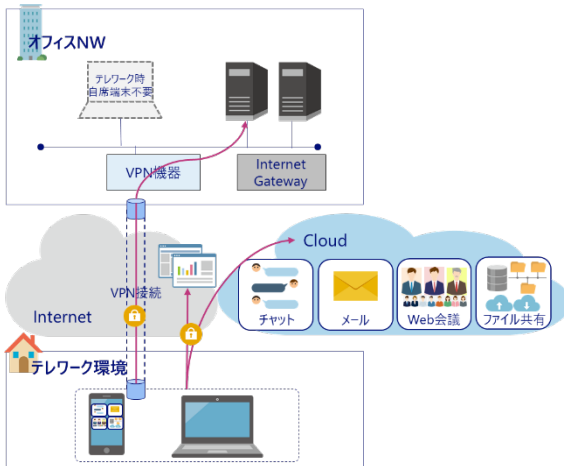 オフィスNW
テレワーク時
自席端末不要
VPN機器
Internet
Gateway
Cloud
VPN接続
Internet
チャット
メール
Web会議
ファイル共有
テレワーク環境